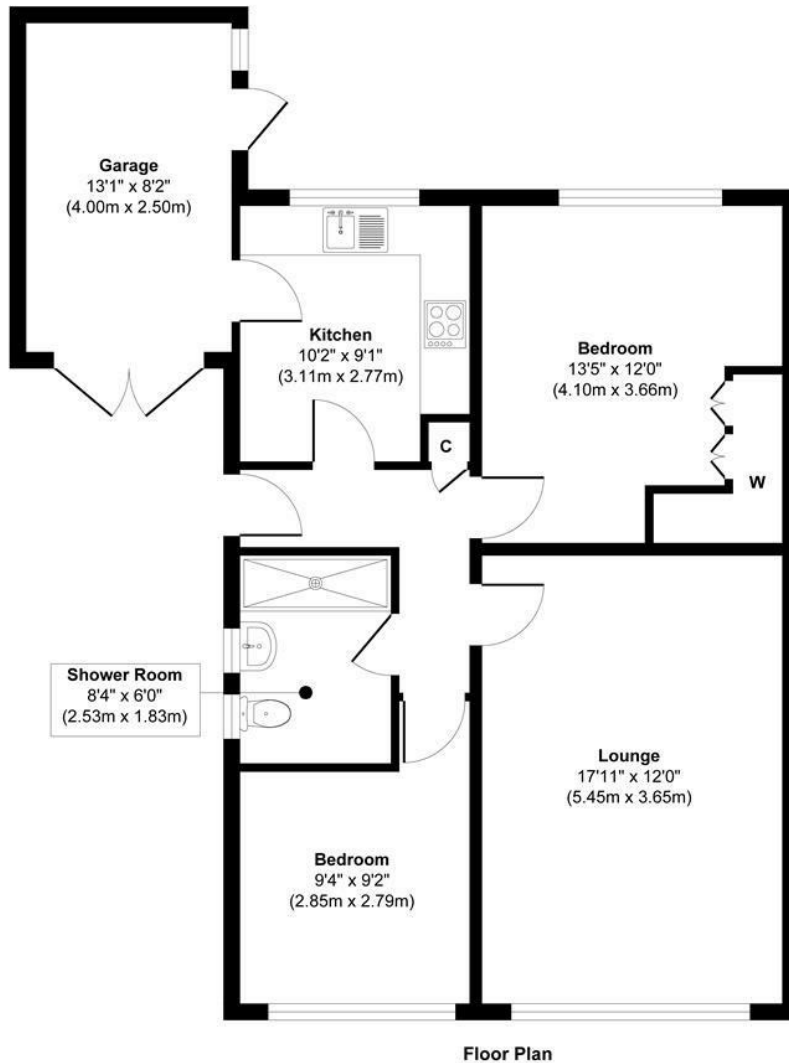 Garage
13'1" x 8'2"
(4.00m x 2.50m)
Kitchen
10'2" x 9'1"
(3.11m x 2.77m)
Bedroom
13'5" x 12'0"
(4.10m x 3.66m)
C
W
Shower Room
8'4" x 6'0"
(2.53m x 1.83m)
Lounge
17'11" x 12'0"
(5.45m x 3.65m)
Bedroom
9'4" x 9'2"
(2.85m x 2.79m)
Floor Plan